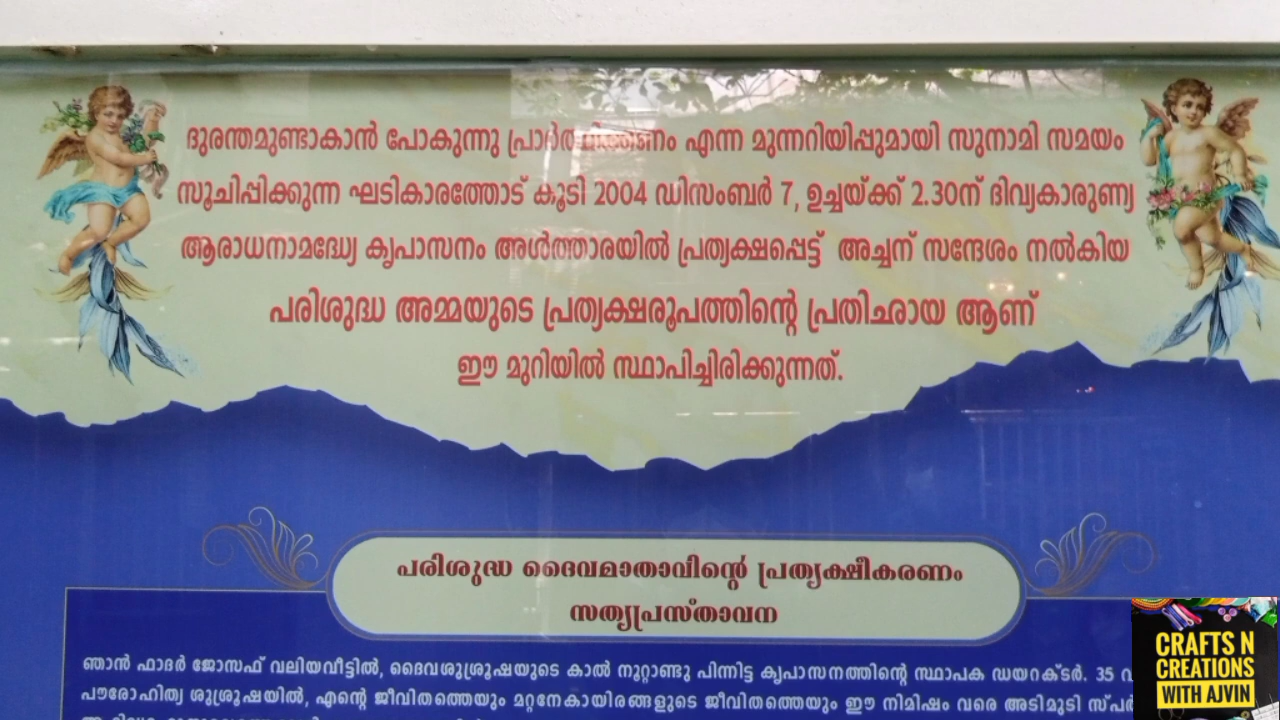 ദുരന്തമുണ്ടാകാൻ പോകുന്നു പ്രാർത്ഥിക്കണം എന്ന മുന്നറിയിപ്പുമായി സുനാമി സമയം
സൂചിപ്പിക്കുന്ന ഘടികാരത്തോട് കൂടി 2004 ഡിസംബർ 7, ഉച്ചയ്ക്ക് 2.30ന് ദിവ്യകാരുണ്യ
ആരാധനാമദ്ധ്യേ കൃപാസനം അൾത്താരയിൽ പ്രത്യക്ഷപ്പെട്ട് അച്ചന് സന്ദേശം നൽകിയ
പരിശുദ്ധ അമ്മയുടെ പ്രത്യക്ഷരൂപത്തിന്റെ പ്രതിഛായ ആണ്
ഈ മുറിയിൽ സ്ഥാപിച്ചിരിക്കുന്നത്.
പരിശുദ്ധ ദൈവമാതാവിന്റെ പ്രത്യക്ഷീകരണം
സത്യപ്രസ്താവന
ഞാൻ ഫാദർ ജോസഫ് വലിയവീട്ടിൽ, ദൈവശുശ്രൂഷയുടെ കാൽ നൂറ്റാണ്ടു പിന്നിട്ട കൃപാസനത്തിന്റെ സ്ഥാപക ഡയറക്ടർ. 35
പൗരോഹിത്യ ശുശ്രൂഷയിൽ, എന്റെ ജീവിതത്തെയും മറ്റനേകായിരങ്ങളുടെ ജീവിതത്തെയും ഈ നിമിഷം വരെ അടിമുടി
CRAFTS N
CREATIONS
WITH AJVIN